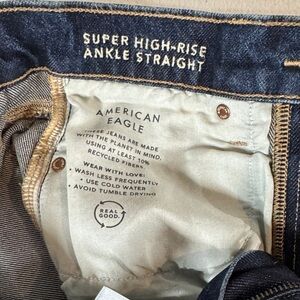 SUPER HIGH-RISE
ANKLE STRAIGHT
AMERICAN
EAGLE
THESE JEANS ARE MADE
WITH THE PLANET IN MIND,
USING AT LEAST 10%
RECYCLED FIBERS.
WEAR WITH LOVE:
• WASH LESS FREQUENTLY
• USE COLD WATER
• AVOID TUMBLE DRYING
REAL
GOOD.